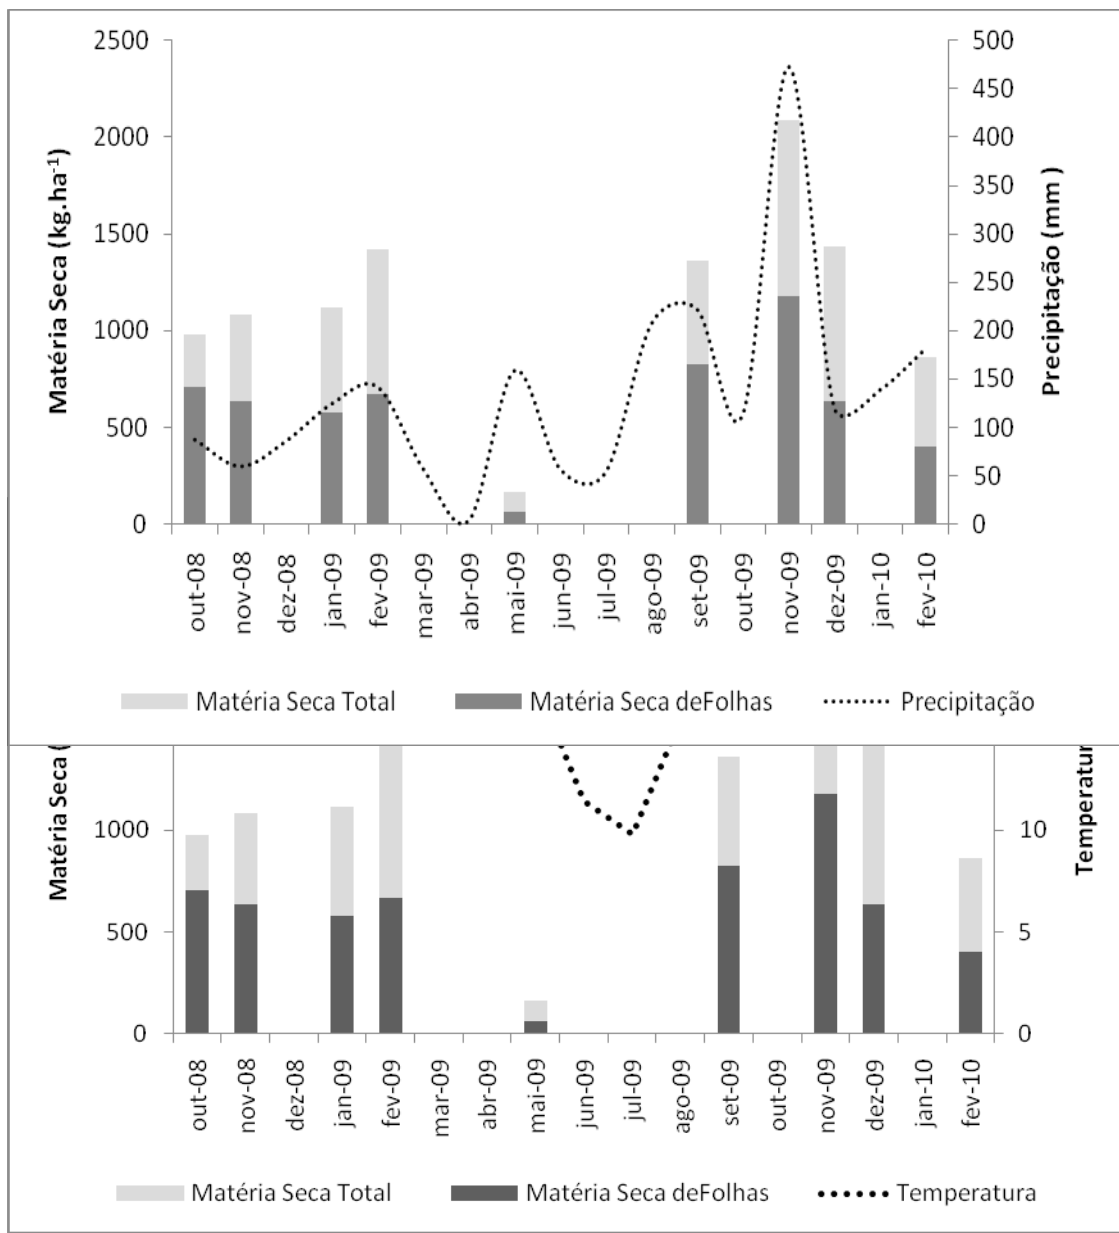 2500
2000
1500
1000
500
0
Matéria Seca (kg.ha⁻¹)
500
450
400
350
300
250
200
150
100
50
0
Precipitação (mm )
out-08
nov-08
dez-08
jan-09
fev-09
mar-09
abr-09
mai-09
jun-09
jul-09
ago-09
set-09
out-09
nov-09
dez-09
jan-10
fev-10
Matéria Seca Total
Matéria Seca deFolhas
Precipitação
Matéria Seca (
1000
500
0
10
5
0
out-08
nov-08
dez-08
jan-09
fev-09
mar-09
abr-09
mai-09
jun-09
jul-09
ago-09
set-09
out-09
nov-09
dez-09
jan-10
fev-10
Matéria Seca Total
Matéria Seca deFolhas
Temperatura